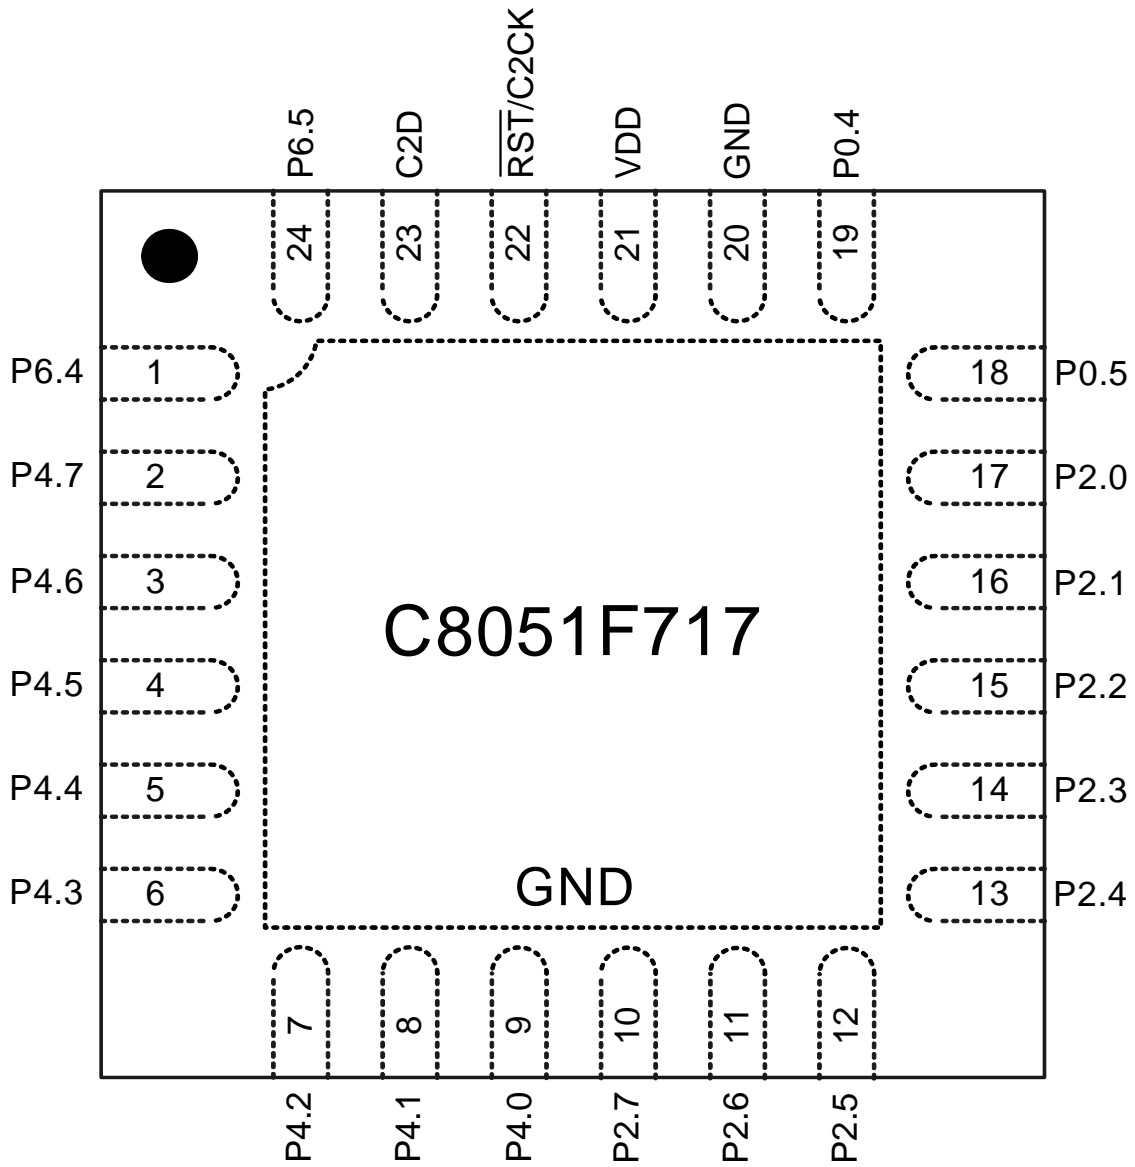 P6.5 C2D RST/C2CK VDD GND P0.4
24 23 22 21 20 19
P6.4 1 18 P0.5
P4.7 2 17 P2.0
P4.6 3 16 P2.1
C8051F717
P4.5 4 15 P2.2
P4.4 5 14 P2.3
P4.3 6 GND 13 P2.4
7 8 9 10 11 12
P4.2 P4.1 P4.0 P2.7 P2.6 P2.5